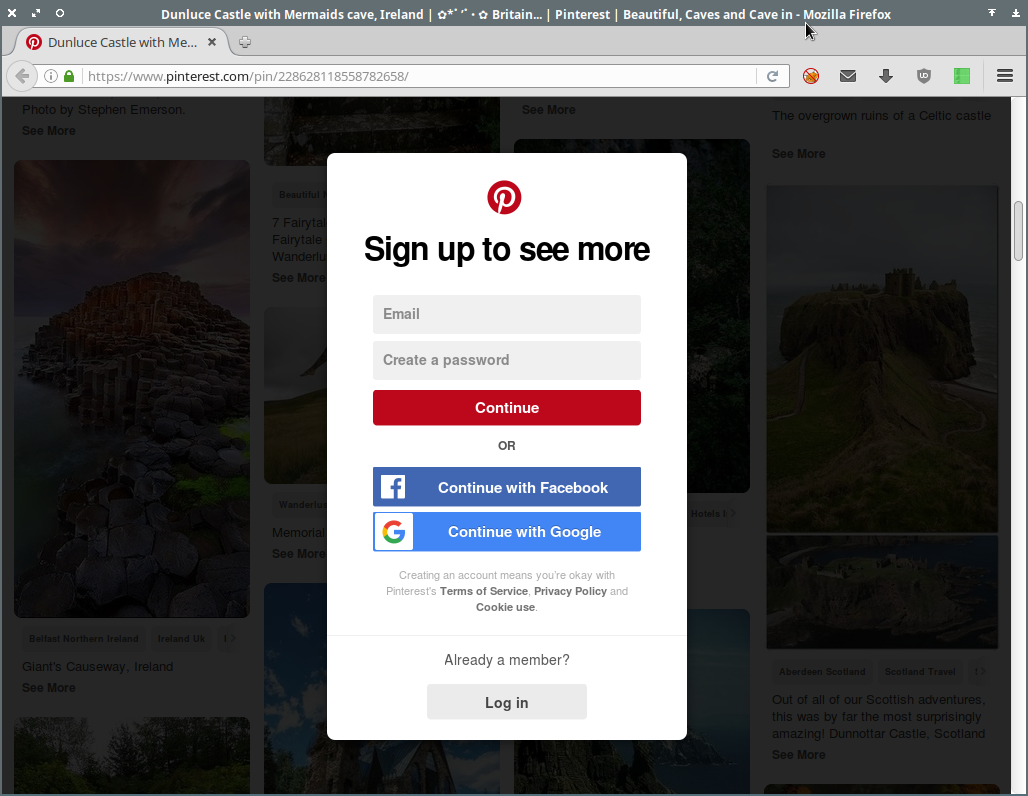 Dunluce Castle with Mermaids cave, Ireland | ✿*ﾟ'ﾟ･✿ Britain... | Pinterest | Beautiful, Caves and Cave in - Mozilla Firefox
Dunluce Castle with Me...
https://www.pinterest.com/pin/228628118558782658/
Photo by Stephen Emerson.
See More
Belfast Northern Ireland
Ireland Uk
Giant's Causeway, Ireland
See More
Beautiful
7 Fairytale
Fairytale
Wanderlu
See More
Wanderlus
Memorial
See More
See More
Hotels I
The overgrown ruins of a Celtic castle
See More
Aberdeen Scotland
Scotland Travel
Out of all of our Scottish adventures,
this was by far the most surprisingly
amazing! Dunnottar Castle, Scotland
See More
Sign up to see more
Email
Create a password
Continue
OR
Continue with Facebook
Continue with Google
Creating an account means you're okay with
Pinterest's Terms of Service, Privacy Policy and
Cookie use.
Already a member?
Log in